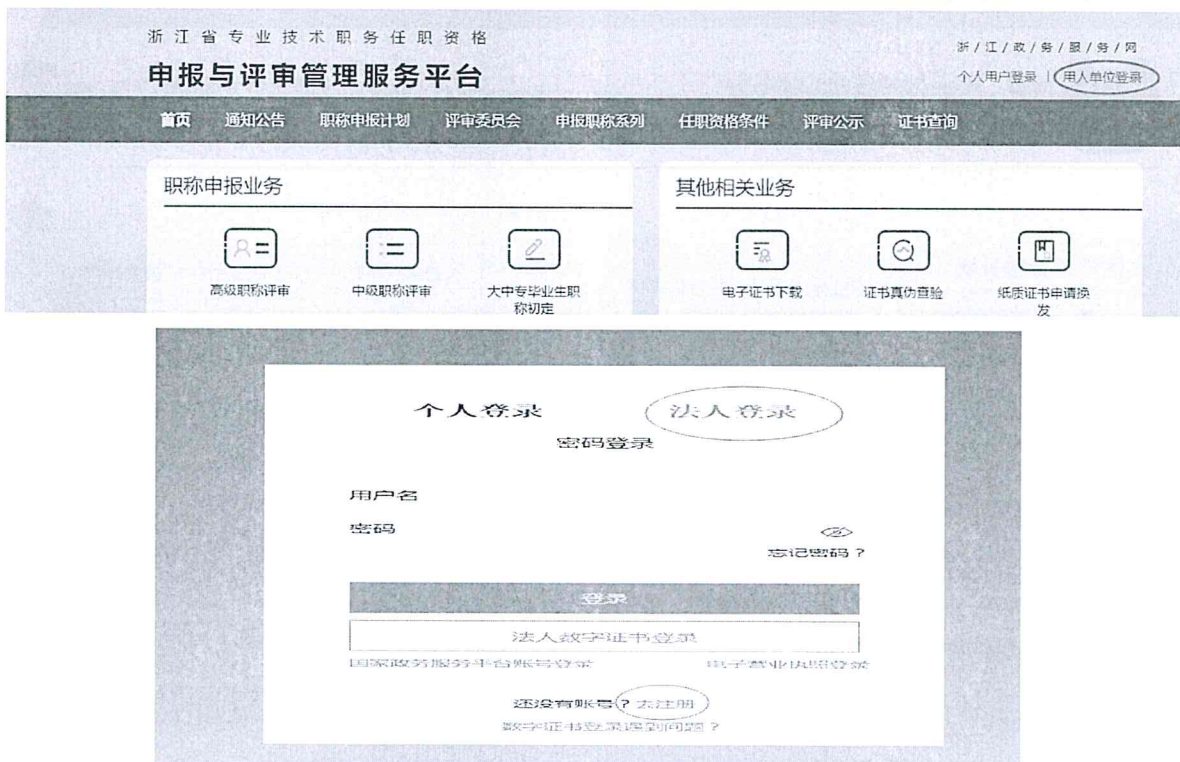 浙江省专业技术职务任职资格
浙/江/政/务/服/务/网
申报与评审管理服务平台
个人用户登录 | 用人单位登录
首页 通知公告 职称申报计划 评审委员会 申报职称系列 任职资格条件 评审公示 证书查询
职称申报业务
其他相关业务
高级职称评审
中级职称评审
大中专毕业生职
称初定
电子证书下载
证书真伪查验
纸质证书申请换
发
个人登录 法人登录
密码登录
用户名
密码
忘记密码?
登录
法人数字证书登录
国家政务服务平台账号登录 电子营业执照登录
还没有账号?去注册
数字证书登录遇到问题?